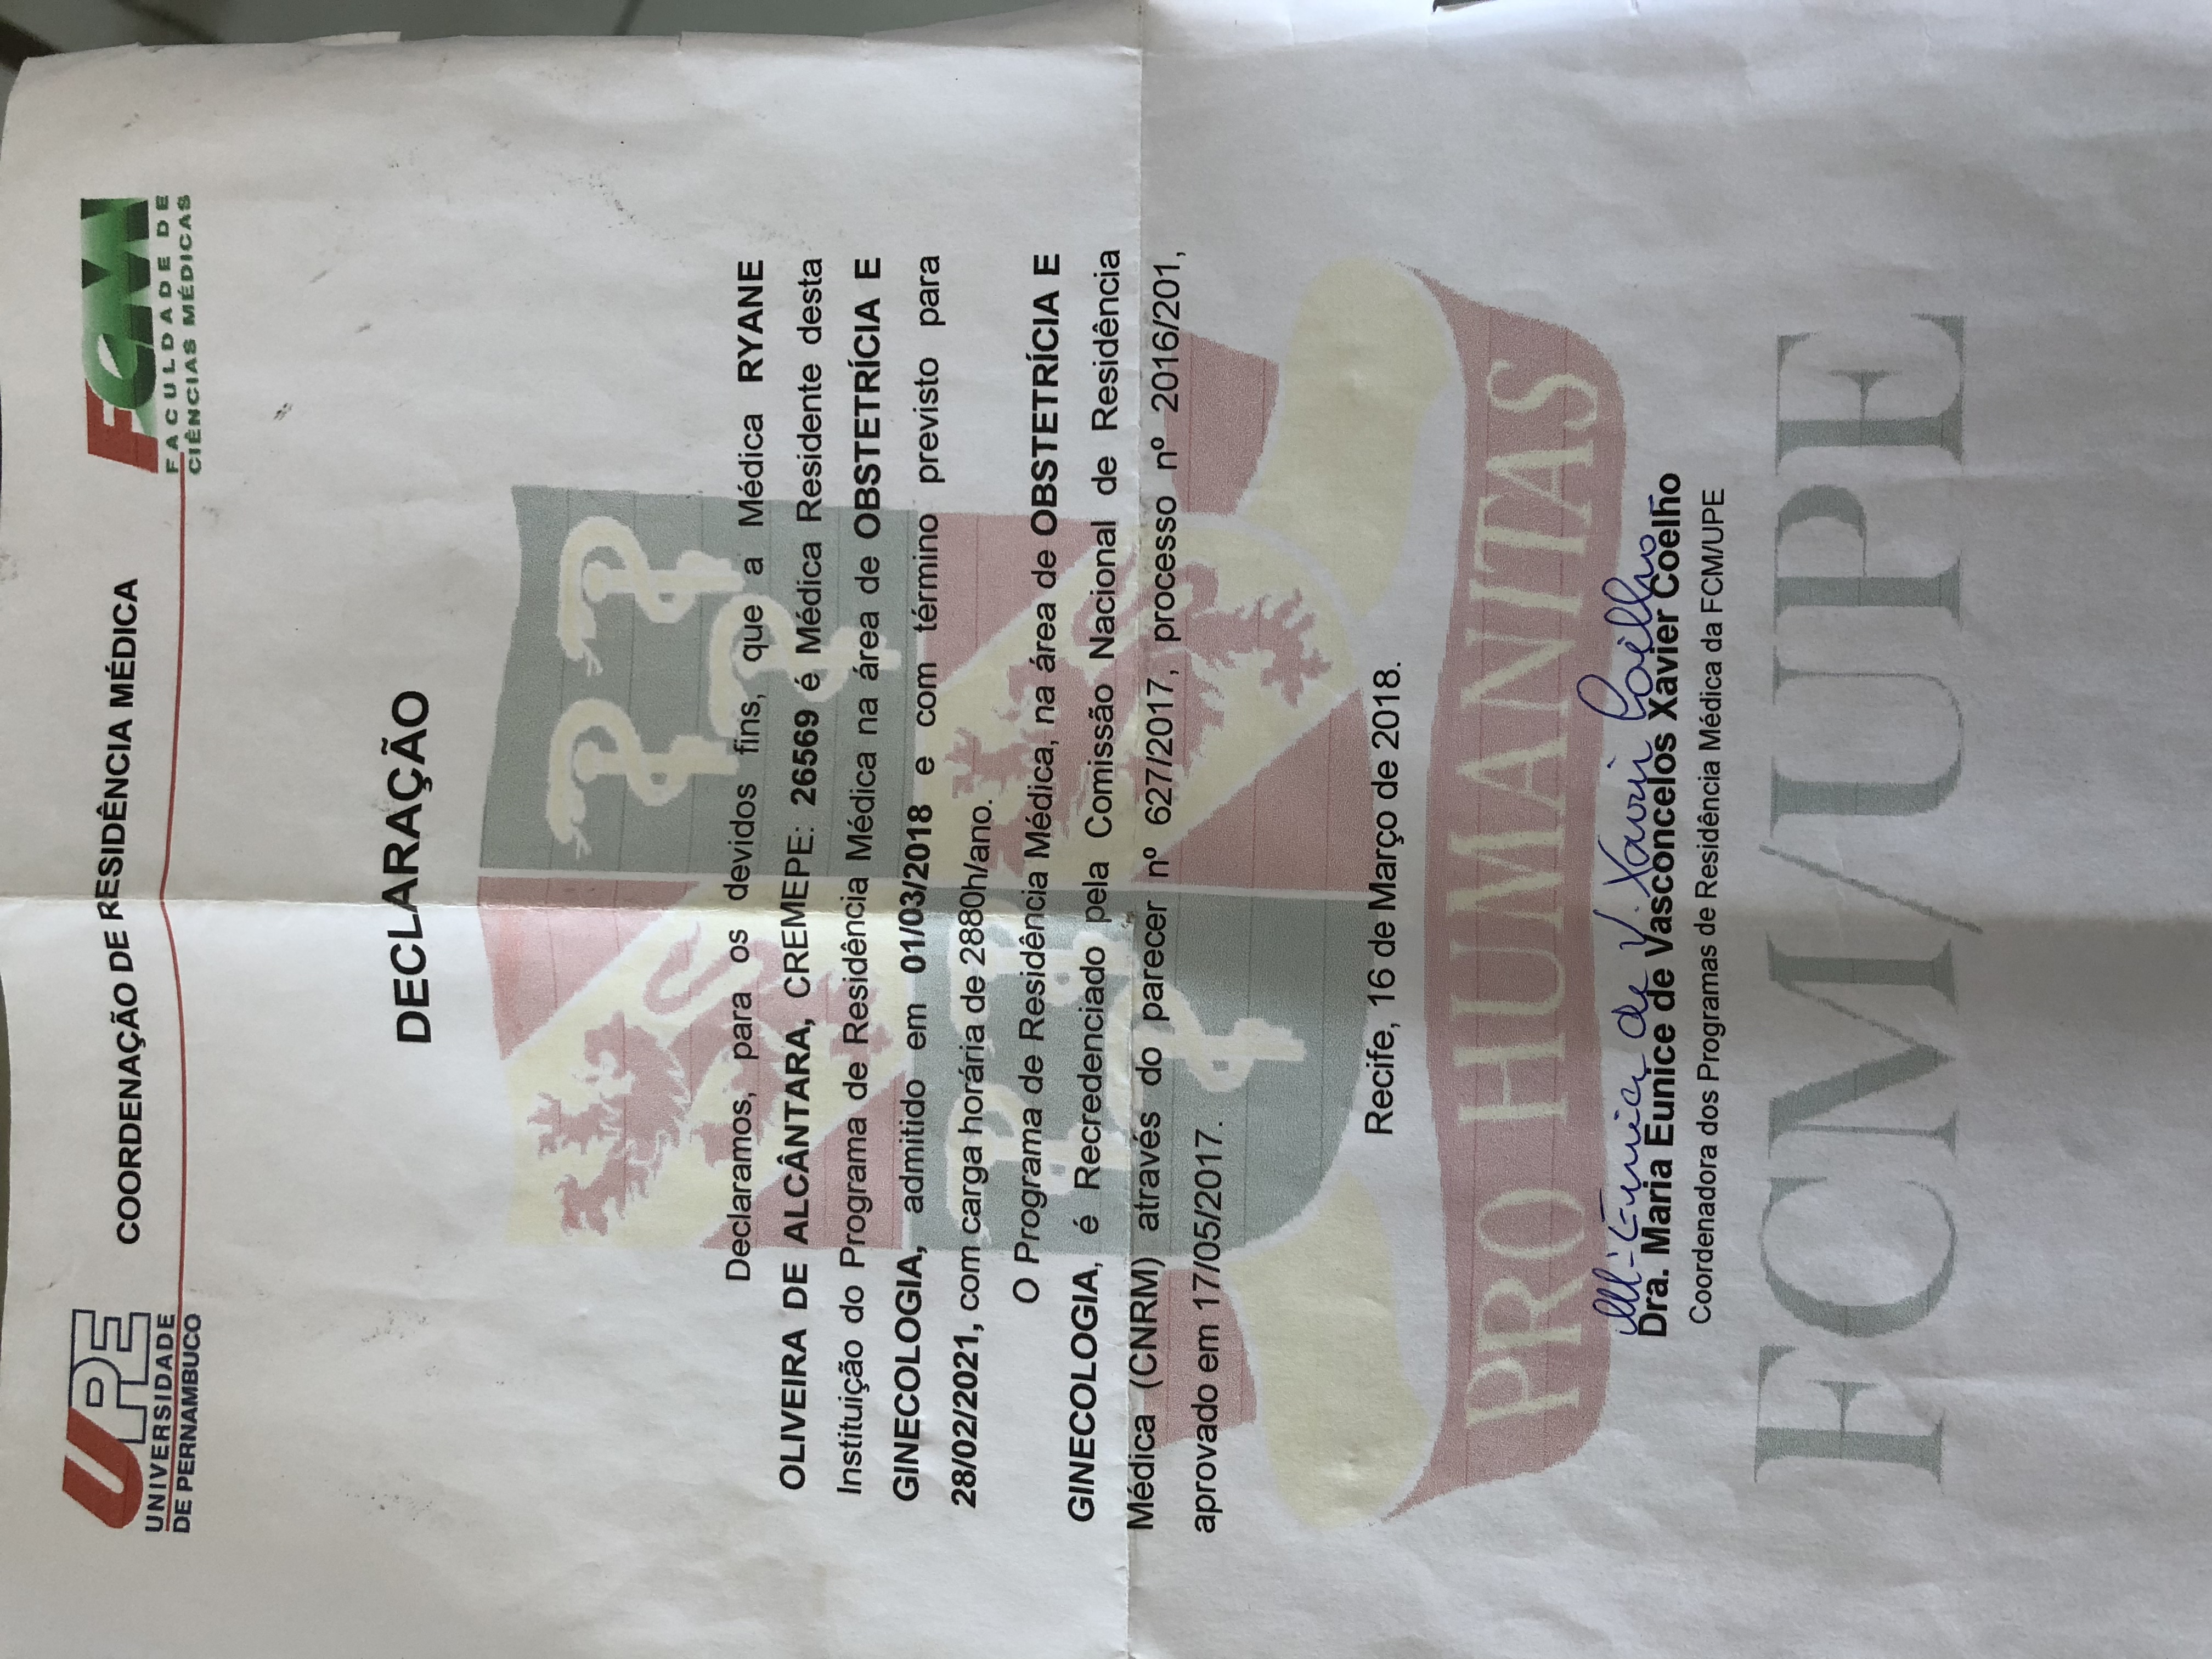 UPE
UNIVERSIDADE
DE PERNAMBUCO
COORDENAÇÃO DE RESIDÊNCIA MÉDICA
FCM
FACULDADE DE
CIÊNCIAS MÉDICAS
DECLARAÇÃO
Declaramos, para os devidos fins, que a Médica RYANE
OLIVEIRA DE ALCÂNTARA, CREMEPE: 26569 é Médica Residente desta
Instituição do Programa de Residência Médica na área de OBSTETRÍCIA E
GINECOLOGIA, admitido em 01/03/2018 e com término previsto para
28/02/2021, com carga horária de 2880h/ano.
O Programa de Residência Médica, na área de OBSTETRÍCIA E
GINECOLOGIA, é Recredenciado pela Comissão Nacional de Residência
Médica (CNRM) através do parecer nº 627/2017, processo nº 2016/201,
aprovado em 17/05/2017.
Recife, 16 de Março de 2018.
PRO HUMANITAS
Mª Eunice de V. Xavier Coelho
Dra. Maria Eunice de Vasconcelos Xavier Coelho
Coordenadora dos Programas de Residência Médica da FCM/UPE
FCM/UPE